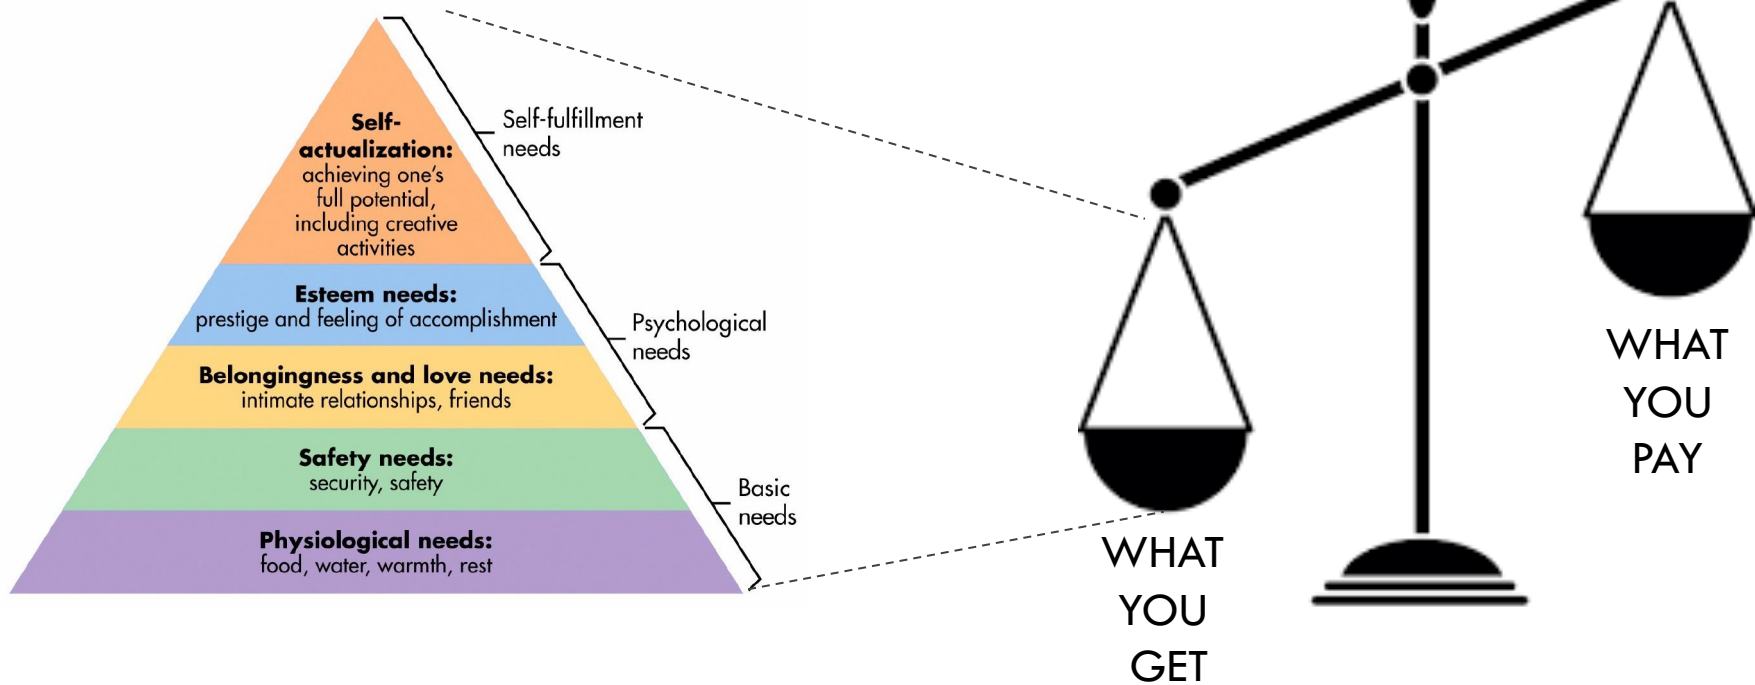 Self-
actualization:
achieving one's
full potential,
including creative
activities
Esteem needs:
prestige and feeling of accomplishment
Belongingness and love needs:
intimate relationships, friends
Safety needs:
security, safety
Physiological needs:
food, water, warmth, rest
Self-fulfillment
needs
Psychological
needs
Basic
needs
WHAT
YOU
GET
WHAT
YOU
PAY